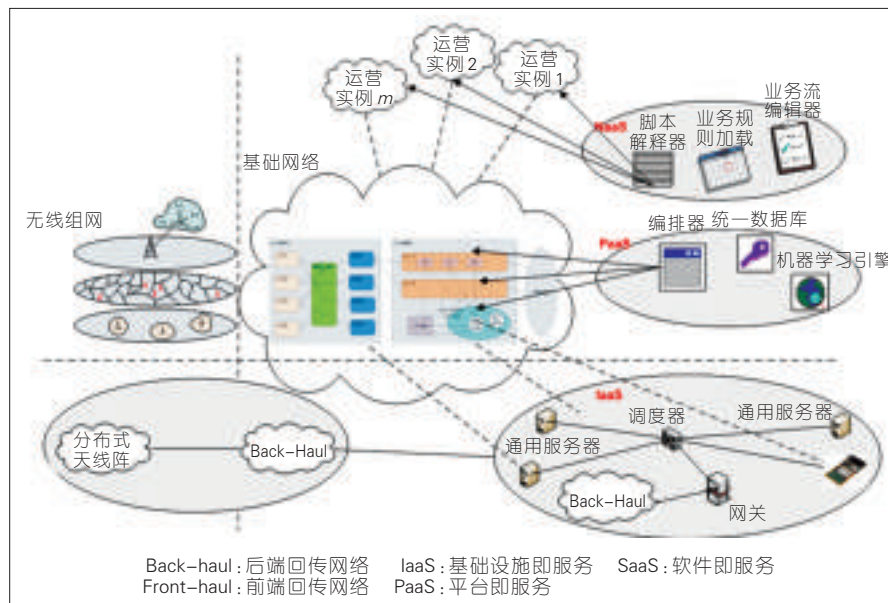 运营
实例 2
运营
实例 1
运营
实例 m
业务流
编辑器
业务规
则加载
脚本
解释器
基础网络
无线组网
编排器
统一数据库
PaaS
机器学习引擎
IaaS
调度器
通用服务器
通用服务器
分布式
天线阵
Back-Haul
Back-Haul
网关
Back-haul：后端回传网络 IaaS：基础设施即服务 SaaS：软件即服务
Front-haul：前端回传网络 PaaS：平台即服务